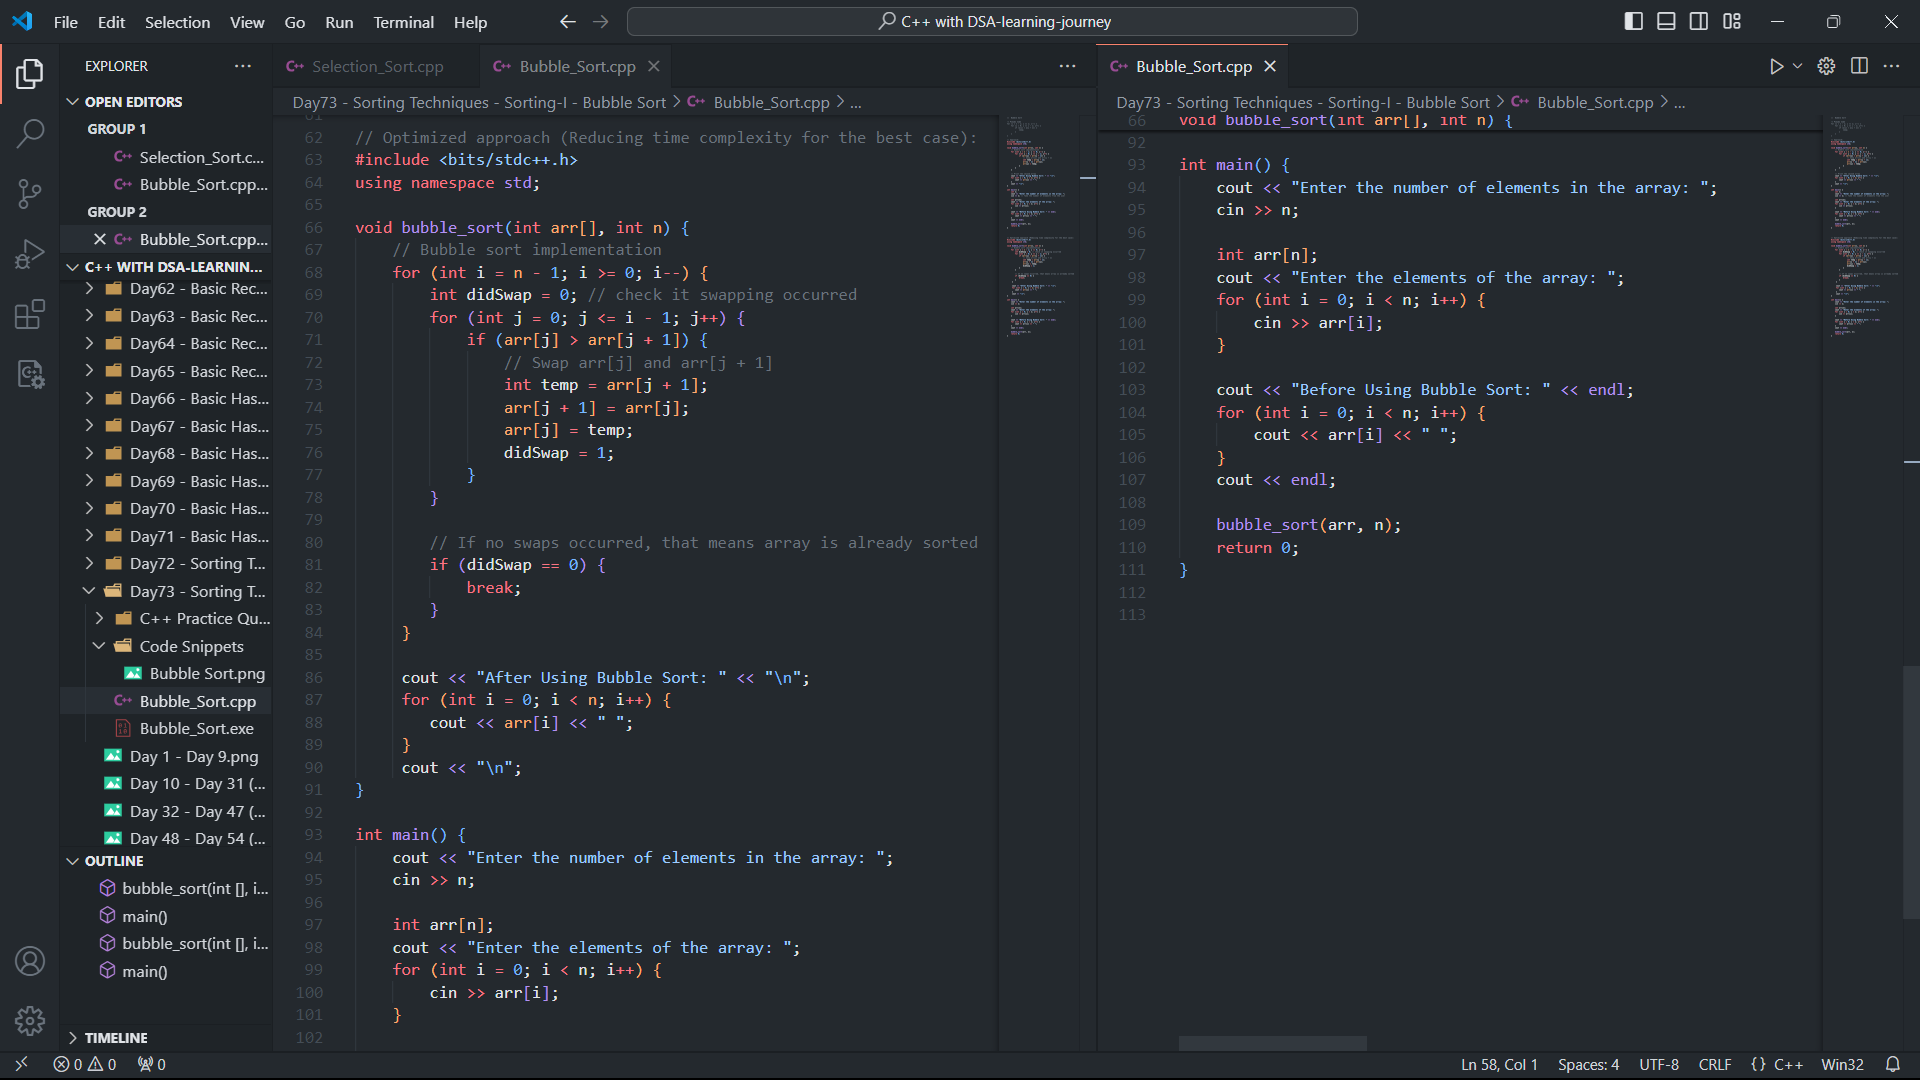 File Edit Selection View Go Run Terminal Help
C++ with DSA-learning-journey
EXPLORER
OPEN EDITORS
GROUP 1
C++ Selection_Sort.c...
C++ Bubble_Sort.cpp...
GROUP 2
C++ Bubble_Sort.cpp...
C++ WITH DSA-LEARNIN...
Day62 - Basic Rec...
Day63 - Basic Rec...
Day64 - Basic Rec...
Day65 - Basic Rec...
Day66 - Basic Has...
Day67 - Basic Has...
Day68 - Basic Has...
Day69 - Basic Has...
Day70 - Basic Has...
Day71 - Basic Has...
Day72 - Sorting T...
Day73 - Sorting T...
C++ Practice Qu...
Code Snippets
Bubble Sort.png
C++ Bubble_Sort.cpp
Bubble_Sort.exe
Day 1 - Day 9.png
Day 10 - Day 31 (...
Day 32 - Day 47 (...
Day 48 - Day 54 (...
OUTLINE
bubble_sort(int [], i...
main()
bubble_sort(int [], i...
main()
TIMELINE
C++ Selection_Sort.cpp
C++ Bubble_Sort.cpp
Day73 - Sorting Techniques - Sorting-I - Bubble Sort > C++ Bubble_Sort.cpp > ...
61
62 // Optimized approach (Reducing time complexity for the best case):
63 #include <bits/stdc++.h>
64 using namespace std;
65
66 void bubble_sort(int arr[], int n) {
67 // Bubble sort implementation
68 for (int i = n - 1; i >= 0; i--) {
69 int didSwap = 0; // check it swapping occurred
70 for (int j = 0; j <= i - 1; j++) {
71 if (arr[j] > arr[j + 1]) {
72 // Swap arr[j] and arr[j + 1]
73 int temp = arr[j + 1];
74 arr[j + 1] = arr[j];
75 arr[j] = temp;
76 didSwap = 1;
77 }
78 }
79
80 // If no swaps occurred, that means array is already sorted
81 if (didSwap == 0) {
82 break;
83 }
84 }
85
86 cout << "After Using Bubble Sort: " << "\n";
87 for (int i = 0; i < n; i++) {
88 cout << arr[i] << " ";
89 }
90 cout << "\n";
91 }
92
93 int main() {
94 cout << "Enter the number of elements in the array: ";
95 cin >> n;
96
97 int arr[n];
98 cout << "Enter the elements of the array: ";
99 for (int i = 0; i < n; i++) {
100 cin >> arr[i];
101 }
102
C++ Bubble_Sort.cpp
Day73 - Sorting Techniques - Sorting-I - Bubble Sort > C++ Bubble_Sort.cpp > ...
66 void bubble_sort(int arr[], int n) {
92
93 int main() {
94 cout << "Enter the number of elements in the array: ";
95 cin >> n;
96
97 int arr[n];
98 cout << "Enter the elements of the array: ";
99 for (int i = 0; i < n; i++) {
100 cin >> arr[i];
101 }
102
103 cout << "Before Using Bubble Sort: " << endl;
104 for (int i = 0; i < n; i++) {
105 cout << arr[i] << " ";
106 }
107 cout << endl;
108
109 bubble_sort(arr, n);
110 return 0;
111 }
112
113
0 0 0
Ln 58, Col 1 Spaces: 4 UTF-8 CRLF {} C++ Win32